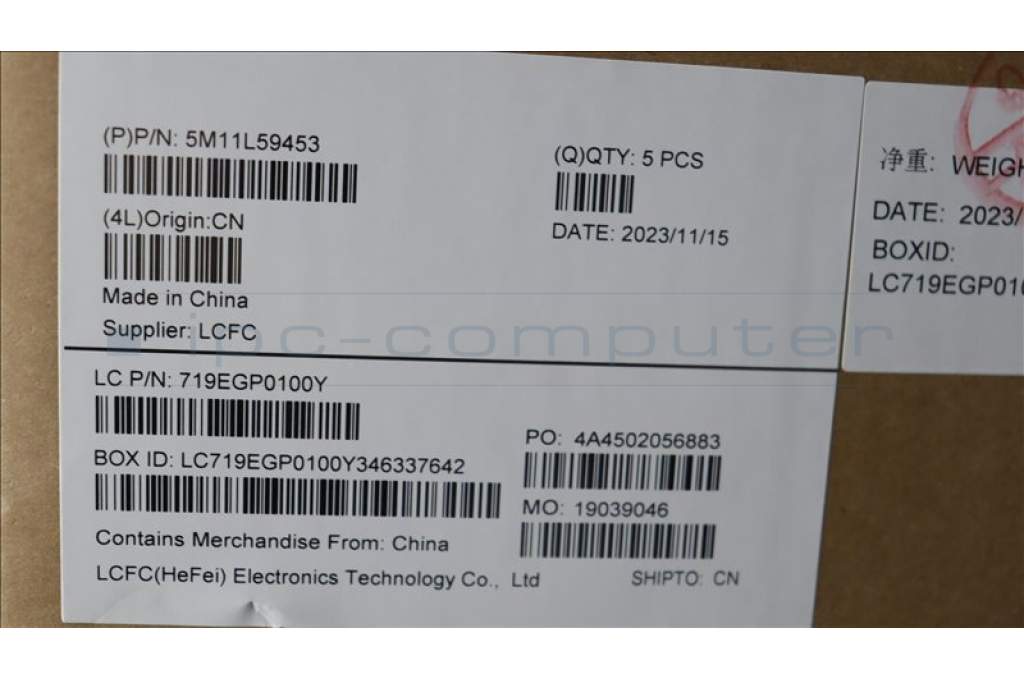 (P)P/N: 5M11L59453
(Q)QTY: 5 PCS
(4L)Origin:CN
DATE: 2023/11/15
Made in China
Supplier: LCFC
LC P/N: 719EGP0100Y
PO: 4A4502056883
BOX ID: LC719EGP0100Y346337642
MO: 19039046
Contains Merchandise From: China
LCFC(HeFei) Electronics Technology Co., Ltd
SHIPTO: CN
净重: WEIGH
DATE: 2023/
BOXID:
LC719EGP010
ipc-computer